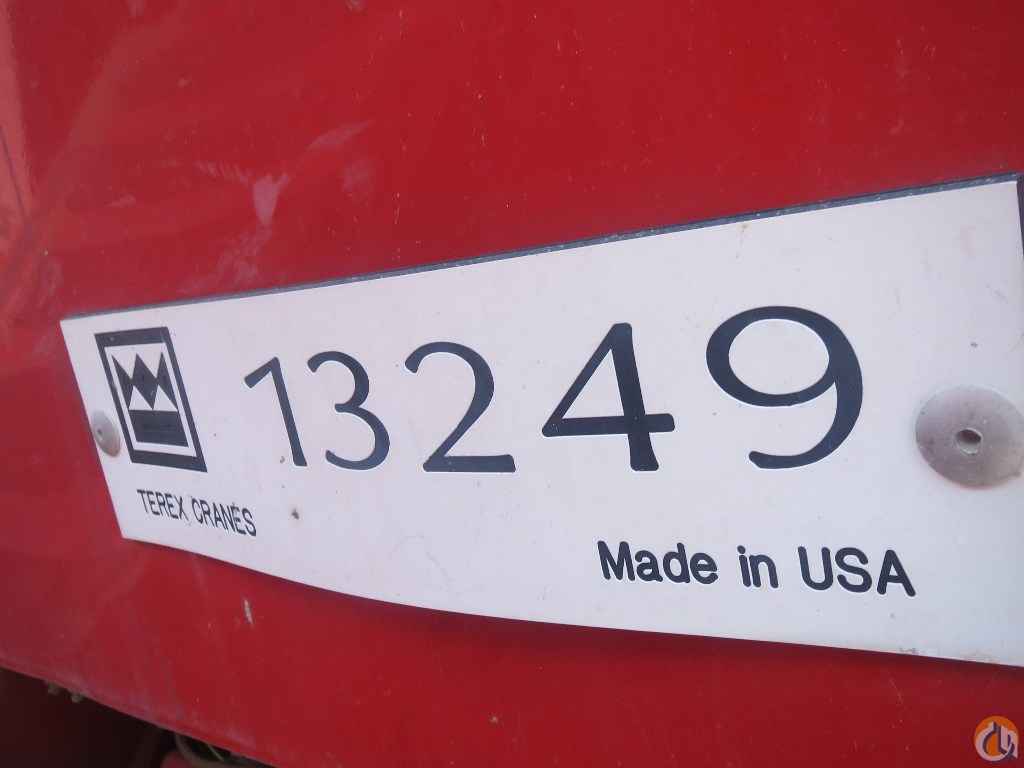 13249
TEREX CRANES
Made in USA